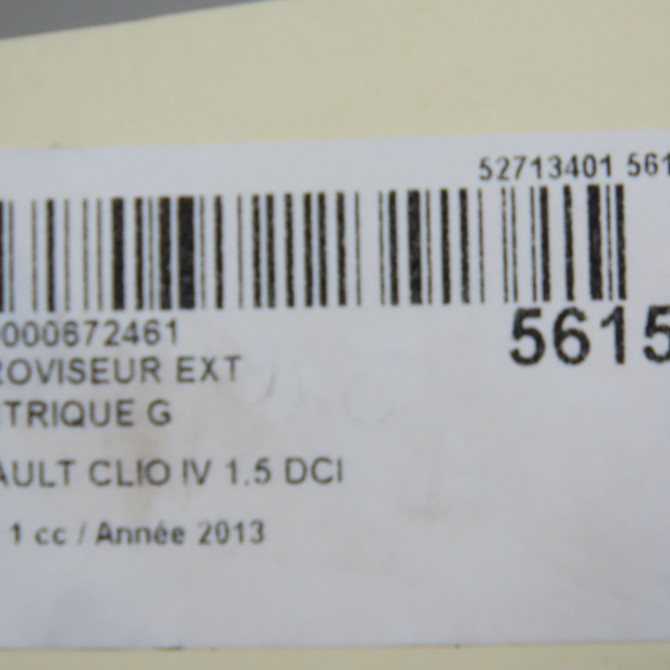 52713401 561
000672461
5615
ROVISEUR EXT
TRIQUE G
AULT CLIO IV 1.5 DCI
1 cc / Année 2013